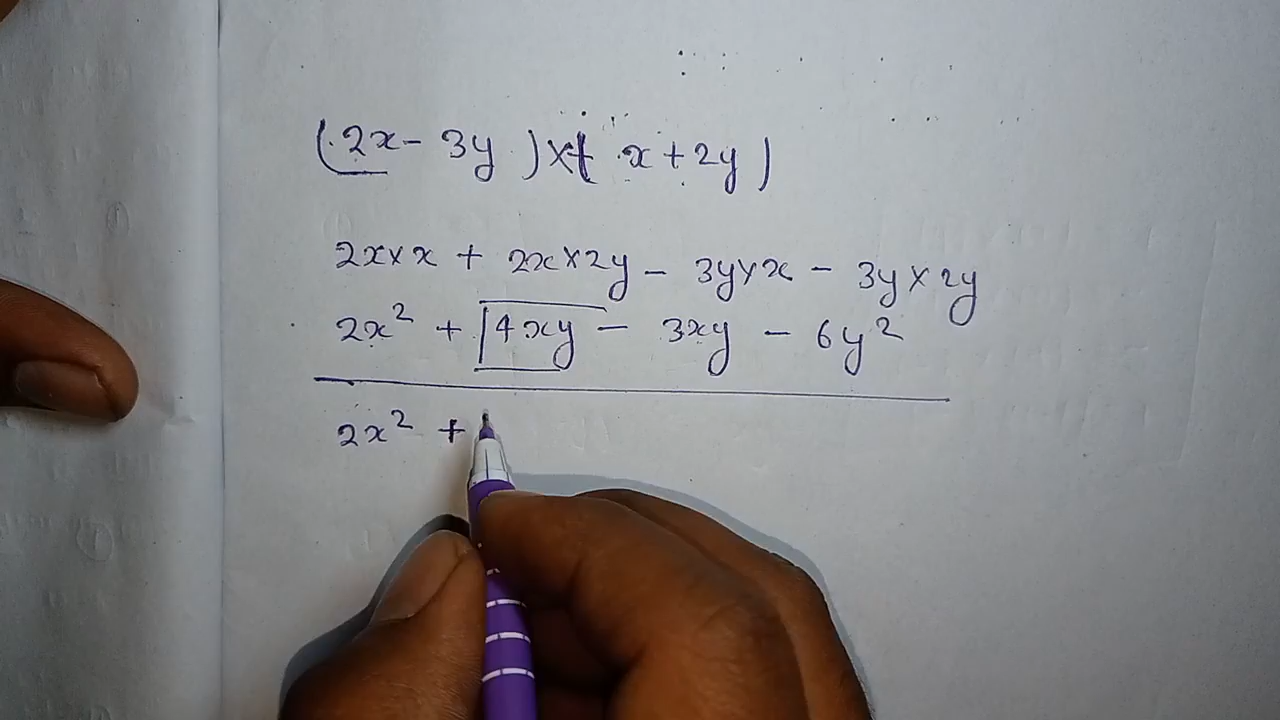 (2x - 3y) × (x + 2y)
2x×x + 2x×2y - 3y×x - 3y×2y
2x² + 4xy - 3xy - 6y²
2x² +